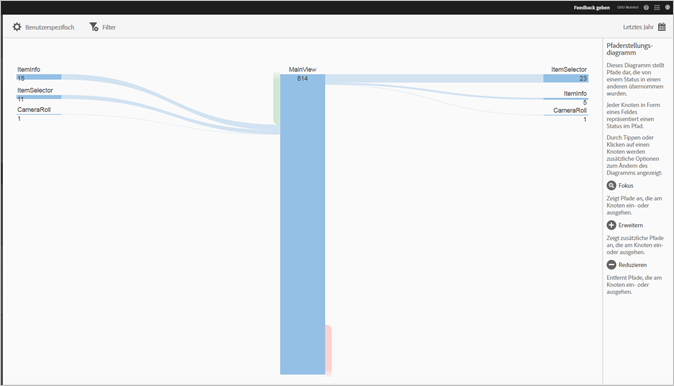 Feedback geben
Benutzerspezifisch
Filter
Letztes Jahr
ItemInfo
15
ItemSelector
11
CameraRoll
1
MainView
614
ItemSelector
23
ItemInfo
5
CameraRoll
1
Pfaderstellungs-
diagramm
Dieses Diagramm stellt
Pfade dar, die von
einem Status in einen
anderen übernommen
wurden.
Jeder Knoten in Form
eines Feldes
repräsentiert einen
Status im Pfad.
Durch Tippen oder
Klicken auf einen
Knoten werden
zusätzliche Optionen
zum Ändern des
Diagramms angezeigt:
Fokus
Zeigt Pfade an, die am
Knoten ein- oder
ausgehen.
Erweitern
Zeigt zusätzliche Pfade
an, die am Knoten ein-
oder ausgehen.
Reduzieren
Entfernt Pfade, die am
Knoten ein- oder
ausgehen.